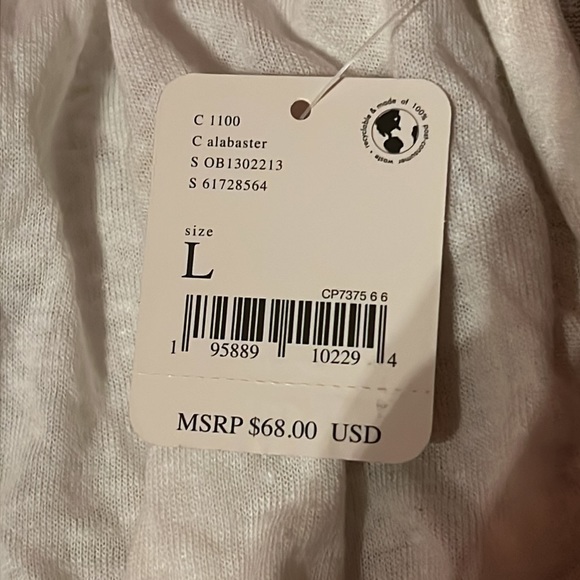 C 1100
C alabaster
S OB1302213
S 61728564
recyclable & made of 100% post-consumer waste •
size
L
CP7375 6 6
1 95889 10229 4
MSRP $68.00 USD